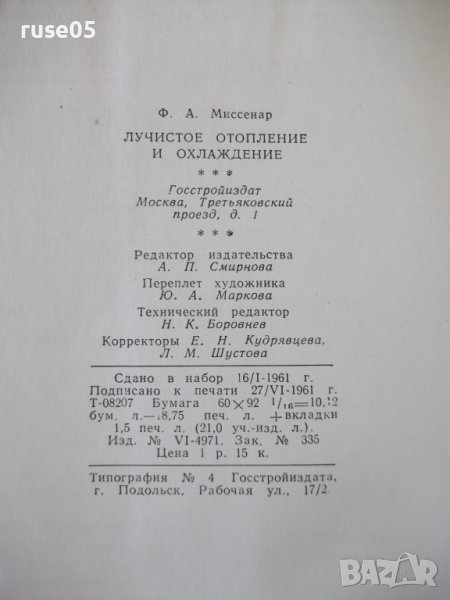 ruse05
Ф. А. Миссенар
ЛУЧИСТОЕ ОТОПЛЕНИЕ
И ОХЛАЖДЕНИЕ
* * *
Госстройиздат
Москва, Третьяковский
проезд, д. 1
* * *
Редактор издательства
А. П. Смирнова
Переплет художника
Ю. А. Маркова
Технический редактор
Н. К. Боровнев
Корректоры Е. Н. Кудрявцева,
Л. М. Шустова
Сдано в набор 16/I-1961 г.
Подписано к печати 27/VI-1961 г.
Т-08207 Бумага 60×92 1/16=10,12
бум. л.—18,75 печ. л. +вкладки
1,5 печ. л. (21,0 уч.-изд. л.)
Изд. № VI-4971. Зак. № 335
Цена 1 р. 15 к.
Типография № 4 Госстройиздата,
г. Подольск, Рабочая ул., 17/2
BAZAR
bg